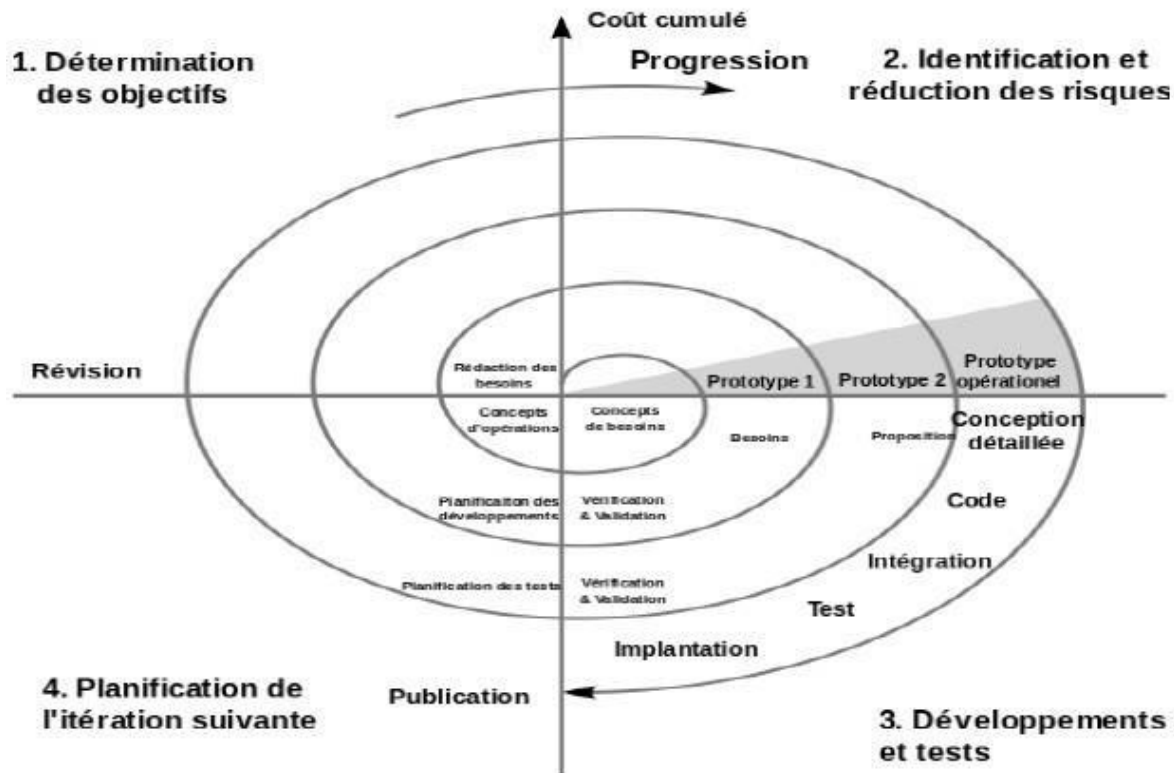 Coût cumulé
1. Détermination
des objectifs
Progression
2. Identification et
réduction des risques
Révision
Rédaction des
besoins
Prototype 1
Prototype 2
Prototype
opérationel
Concepts
d'opérations
Concepts
de besoins
Besoins
Proposition
Conception
détaillée
Planificaiton des
développements
Vérification
& Validation
Code
Intégration
Planification des tests
Vérification
& Validation
Test
Implantation
4. Planification de
l'itération suivante
Publication
3. Développements
et tests